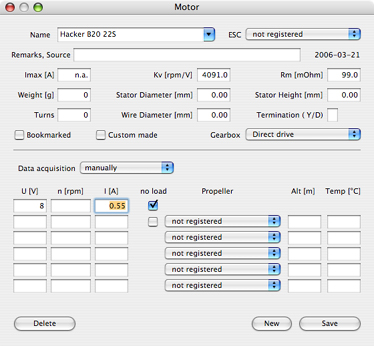 Motor
Name Hacker B20 22S ESC not registered
Remarks, Source 2006-03-21
Imax [A] n.a. Kv [rpm/V] 4091.0 Rm [mOhm] 99.0
Weight [g] 0 Stator Diameter [mm] 0.00 Stator Height [mm] 0.00
Turns 0 Wire Diameter [mm] 0.00 Termination ( Y/D)
Bookmarked Custom made Gearbox Direct drive
Data acquisition manually
U [V] n [rpm] I [A] no load Propeller Alt [m] Temp [°C]
8 0.55
not registered
not registered
not registered
not registered
not registered
Delete New Save